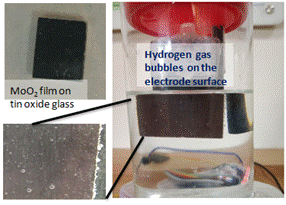 MoO₂ film on
tin oxide glass
Hydrogen gas
bubbles on the
electrode surface